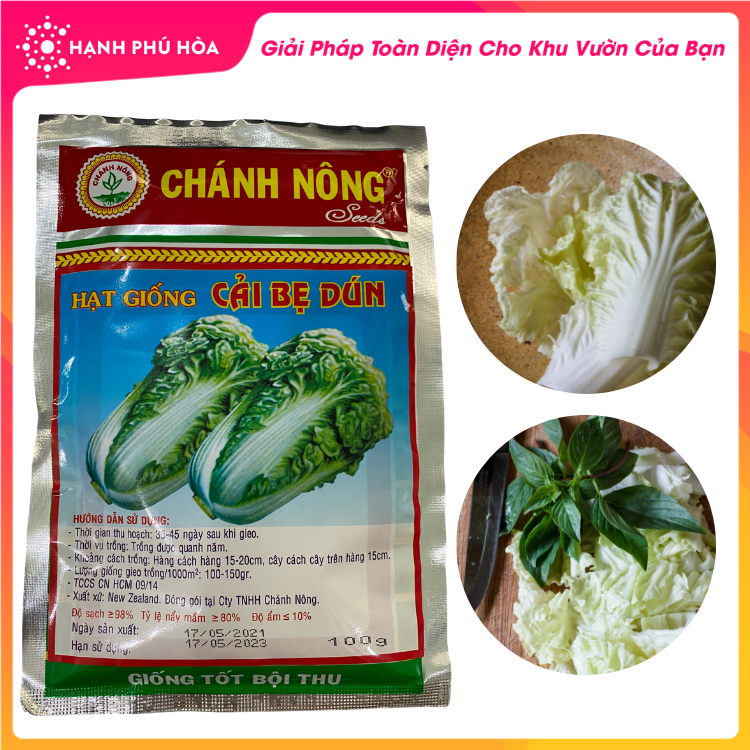 HẠNH PHÚ HÒA
Giải Pháp Toàn Diện Cho Khu Vườn Của Bạn
CHÁNH NÔNG
CHÁNH NÔNG®
Seeds
HẠT GIỐNG CẢI BẸ DÚN
HƯỚNG DẪN SỬ DỤNG:
- Thời gian thu hoạch: 35-45 ngày sau khi gieo.
- Thời vụ trồng: Trồng được quanh năm.
- Khoảng cách trồng: Hàng cách hàng 15-20cm, cây cách cây trên hàng 15cm.
- Lượng giống gieo trồng/1000m²: 100-150gr.
- TCCS CN HCM 09/14
- Xuất xứ: New Zealand. Đóng gói tại Cty TNHH Chánh Nông.
Độ sạch ≥98% Tỷ lệ nẩy mầm ≥80% Độ ẩm ≤10%
Ngày sản xuất: 17/05/2021
Hạn sử dụng: 17/05/2023 100g
GIỐNG TỐT BỘI THU